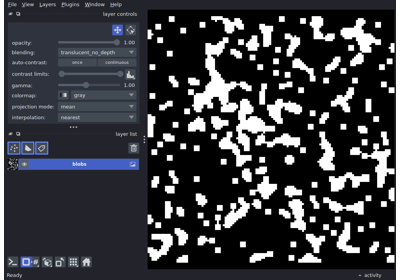 File View Layers Plugins Window Help
layer controls
opacity: 1.00
blending: translucent_no_depth
auto-contrast: once continuous
contrast limits:
gamma: 1.00
colormap: gray
projection mode: mean
interpolation: nearest
layer list
blobs
Ready activity